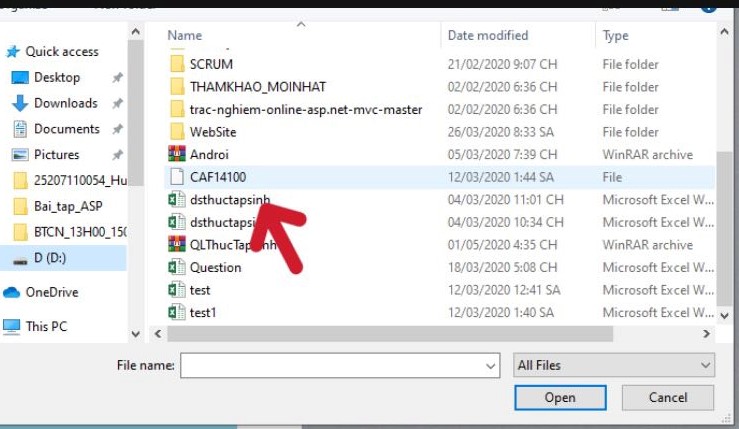 Name Date modified Type
Quick access
Desktop
Downloads
Documents
Pictures
25207110054_Hu
Bai_tap_ASP
BTCN_13H00_150
D (D:)
OneDrive
This PC
SCRUM 21/02/2020 9:07 CH File folder
THAMKHAO_MOINHAT 02/02/2020 6:36 CH File folder
trac-nghiem-online-asp.net-mvc-master 02/02/2020 6:36 CH File folder
WebSite 26/03/2020 8:33 SA File folder
Androi 05/03/2020 7:39 CH WinRAR archive
CAF14100 12/03/2020 1:44 SA File
dsthuctapsinh 04/03/2020 11:01 CH Microsoft Excel W...
dsthuctapsi 04/03/2020 10:34 CH Microsoft Excel W...
QLThucTap nh 01/05/2020 4:35 CH WinRAR archive
Question 18/03/2020 5:08 CH Microsoft Excel W...
test 12/03/2020 12:41 SA Microsoft Excel W...
test1 12/03/2020 1:40 SA Microsoft Excel W...
File name: All Files
Open Cancel